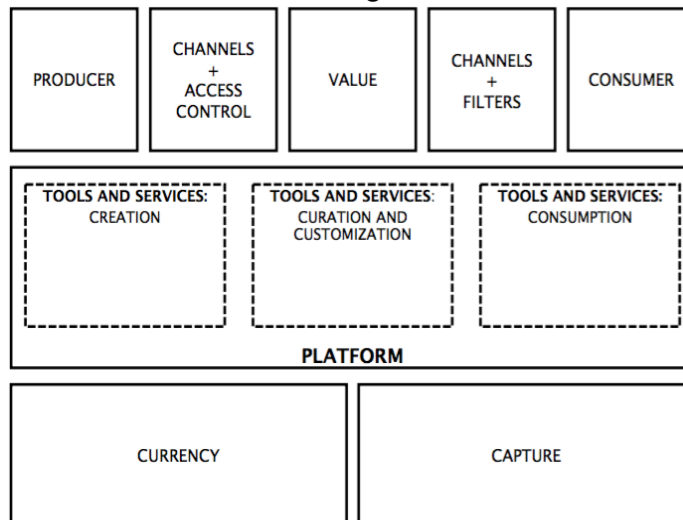 PRODUCER
CHANNELS
+
ACCESS
CONTROL
VALUE
CHANNELS
+
FILTERS
CONSUMER
TOOLS AND SERVICES:
CREATION
TOOLS AND SERVICES:
CURATION AND
CUSTOMIZATION
TOOLS AND SERVICES:
CONSUMPTION
PLATFORM
CURRENCY
CAPTURE